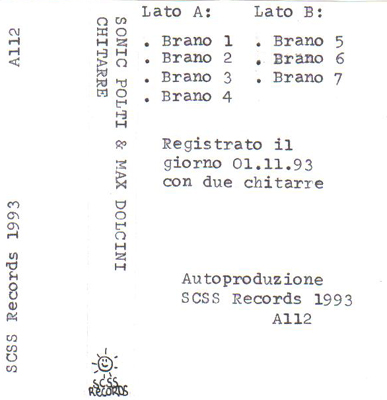 A112
SCSS Records 1993
SONIC POLTI & MAX DOLCINI
CHITARRE
SCSS
RECORDS
Lato A:
. Brano 1
. Brano 2
. Brano 3
. Brano 4
Lato B:
. Brano 5
. Brano 6
. Brano 7
Registrato il
giorno 01.11.93
con due chitarre
Autoproduzione
SCSS Records 1993
A112